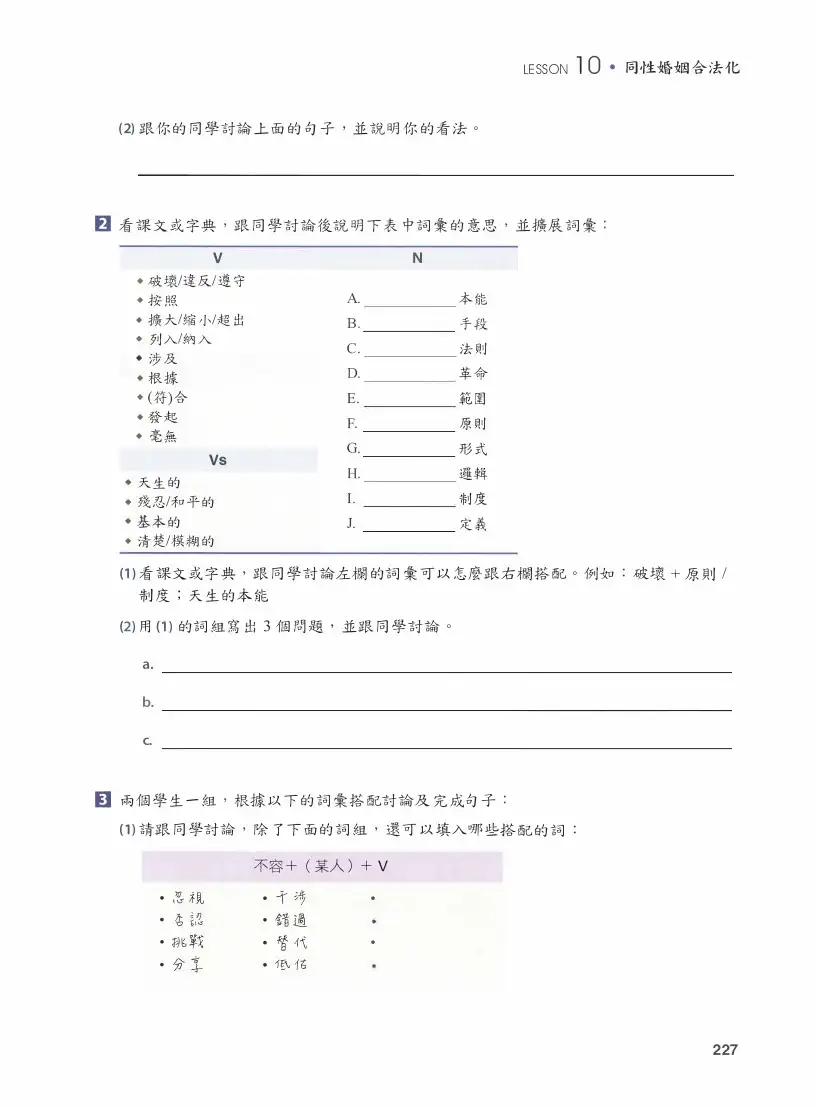 LESSON 10 • 同性婚姻合法化
(2) 跟你的同學討論上面的句子，並說明你的看法。
2 看課文或字典，跟同學討論後說明下表中詞彙的意思，並擴展詞彙：
V
◆ 破壞/違反/遵守
◆ 按照
◆ 擴大/縮小/超出
◆ 列入/納入
◆ 涉及
◆ 根據
◆ (符)合
◆ 發起
◆ 毫無
Vs
◆ 天生的
◆ 殘忍/和平的
◆ 基本的
◆ 清楚/模糊的
N
A. ____________ 本能
B. ____________ 手段
C. ____________ 法則
D. ____________ 革命
E. ____________ 範圍
F. ____________ 原則
G. ____________ 形式
H. ____________ 邏輯
I. ____________ 制度
J. ____________ 定義
(1) 看課文或字典，跟同學討論左欄的詞彙可以怎麼跟右欄搭配。例如：破壞 + 原則 /
制度；天生的本能
(2) 用 (1) 的詞組寫出 3 個問題，並跟同學討論。
a.
b.
c.
3 兩個學生一組，根據以下的詞彙搭配討論及完成句子：
(1) 請跟同學討論，除了下面的詞組，還可以填入哪些搭配的詞：
不容＋（某人）＋ V
• 忽視 • 干涉 •
• 否認 • 錯過 •
• 挑戰 • 替代 •
• 分享 • 低估 •
227